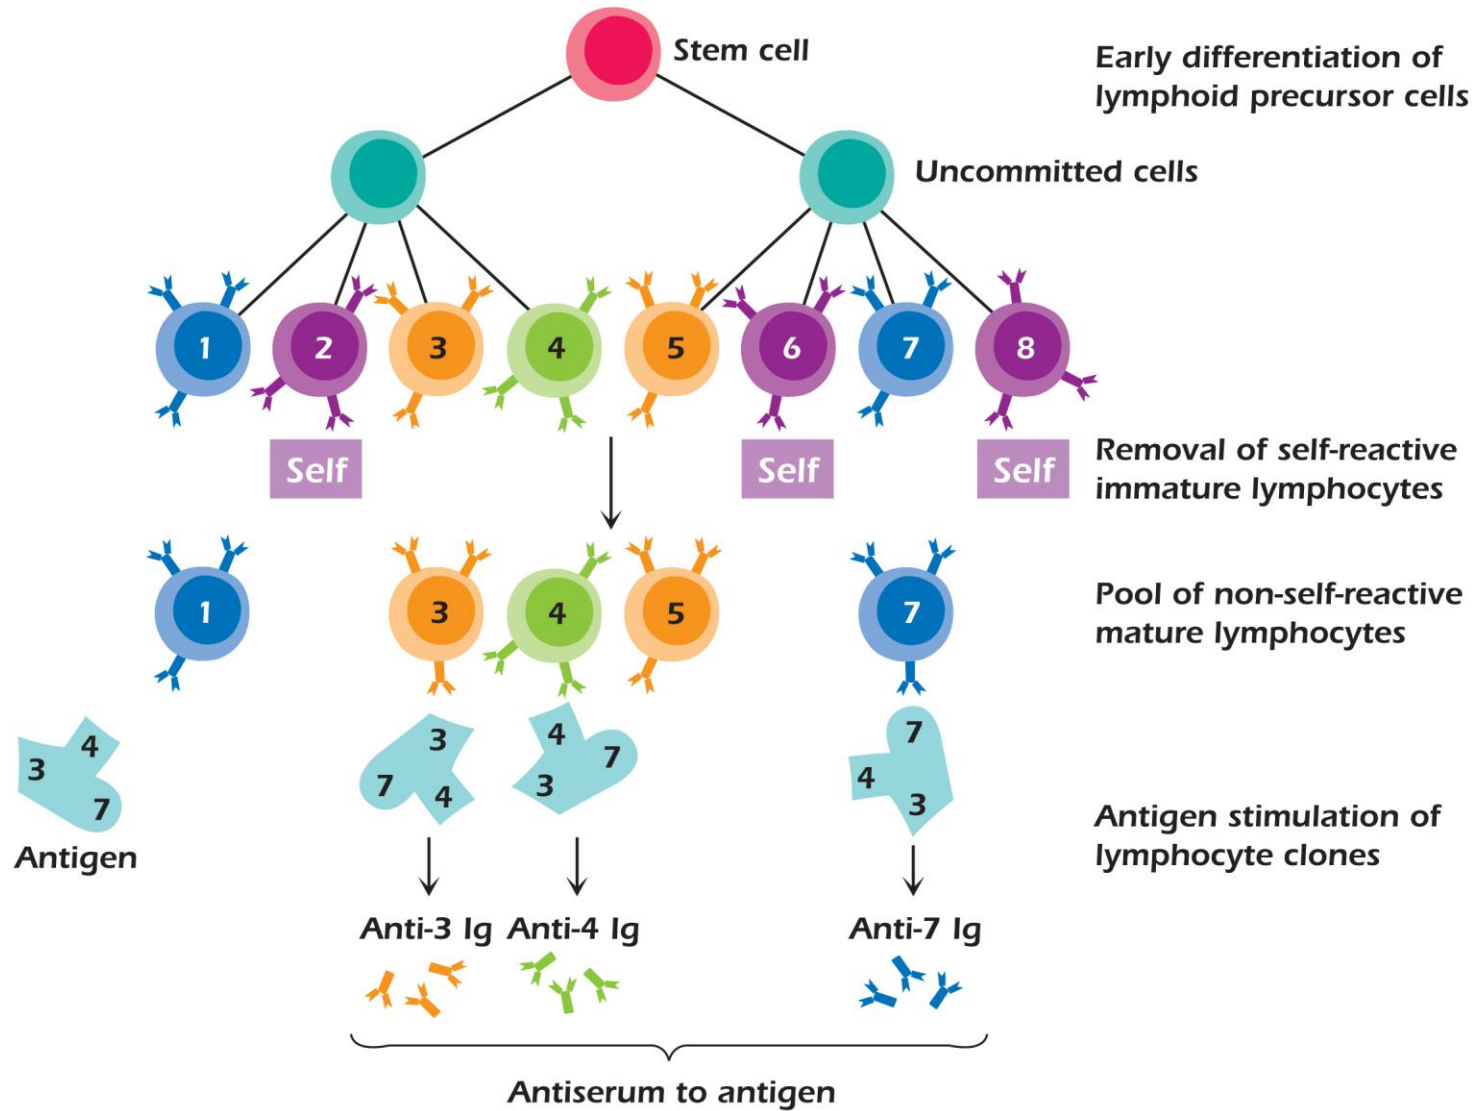 Stem cell
Early differentiation of
lymphoid precursor cells
Uncommitted cells
1 2 3 4 5 6 7 8
Self Self Self
Removal of self-reactive
immature lymphocytes
1 3 4 5 7
Pool of non-self-reactive
mature lymphocytes
3 4 7
Antigen
3 7 4
4 7 3
7 4 3
Antigen stimulation of
lymphocyte clones
Anti-3 Ig Anti-4 Ig Anti-7 Ig
Antiserum to antigen